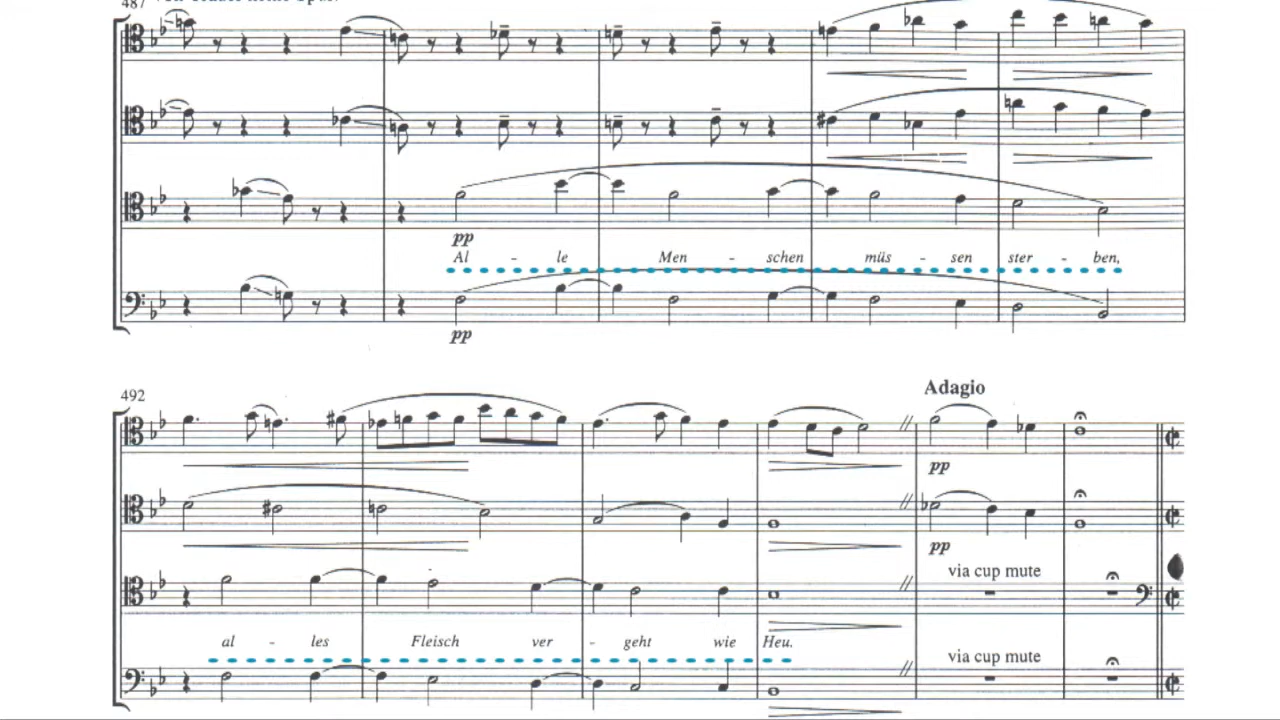 487
pp
Al - le Men - schen müs - sen ster - ben,
pp
492
Adagio
pp
pp
via cup mute
al - les Fleisch ver - geht wie Heu.
via cup mute